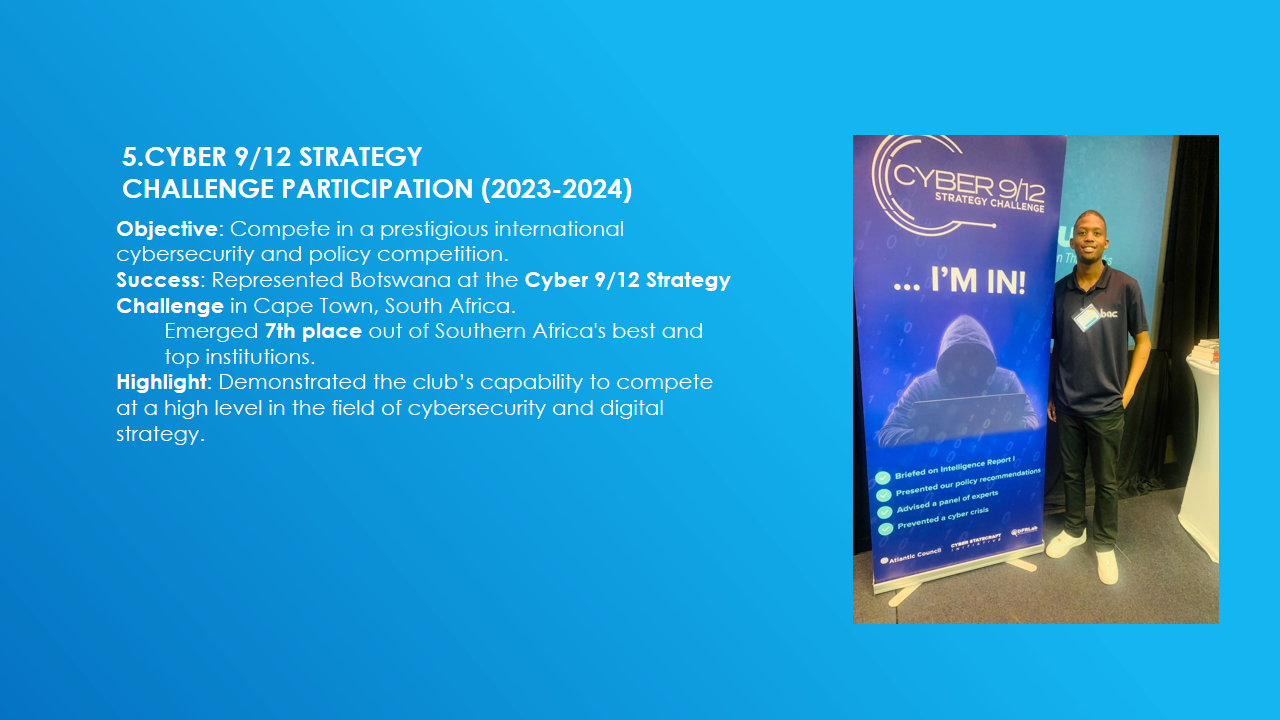 5.CYBER 9/12 STRATEGY
CHALLENGE PARTICIPATION (2023-2024)
Objective: Compete in a prestigious international
cybersecurity and policy competition.
Success: Represented Botswana at the Cyber 9/12 Strategy
Challenge in Cape Town, South Africa.
Emerged 7th place out of Southern Africa's best and
top institutions.
Highlight: Demonstrated the club’s capability to compete
at a high level in the field of cybersecurity and digital
strategy.
CYBER 9/12
STRATEGY CHALLENGE
... I'M IN!
Briefed on Intelligence Report I
Presented our policy recommendations
Advised a panel of experts
Prevented a cyber crisis
Atlantic Council
CYBER STATECRAFT
INITIATIVE
DFRLab
bac